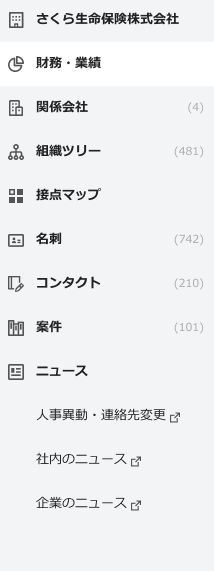 さくら生命保険株式会社
財務・業績
関係会社 (4)
組織ツリー (481)
接点マップ
名刺 (742)
コンタクト (210)
案件 (101)
ニュース
人事異動・連絡先変更
社内のニュース
企業のニュース